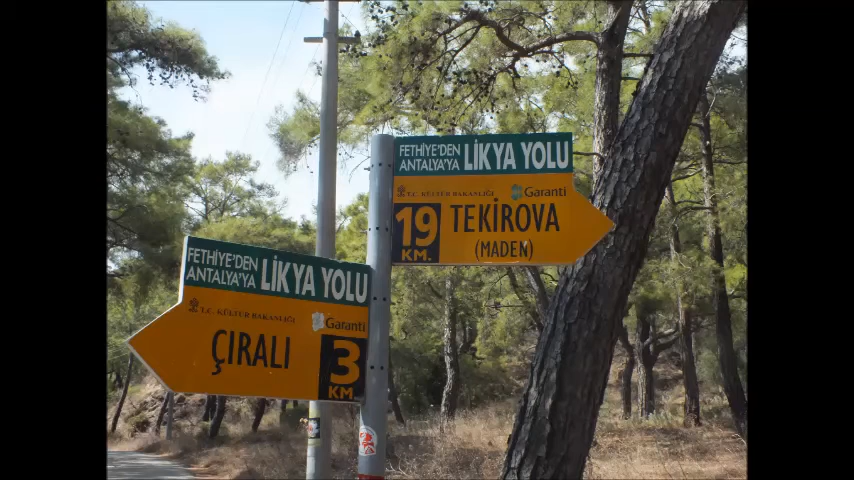 FETHİYE'DEN
ANTALYA'YA LİKYA YOLU
T.C. KÜLTÜR BAKANLIĞI Garanti
19 KM. TEKİROVA
(MADEN)
FETHİYE'DEN
ANTALYA'YA LİKYA YOLU
T.C. KÜLTÜR BAKANLIĞI Garanti
ÇIRALI 3 KM.